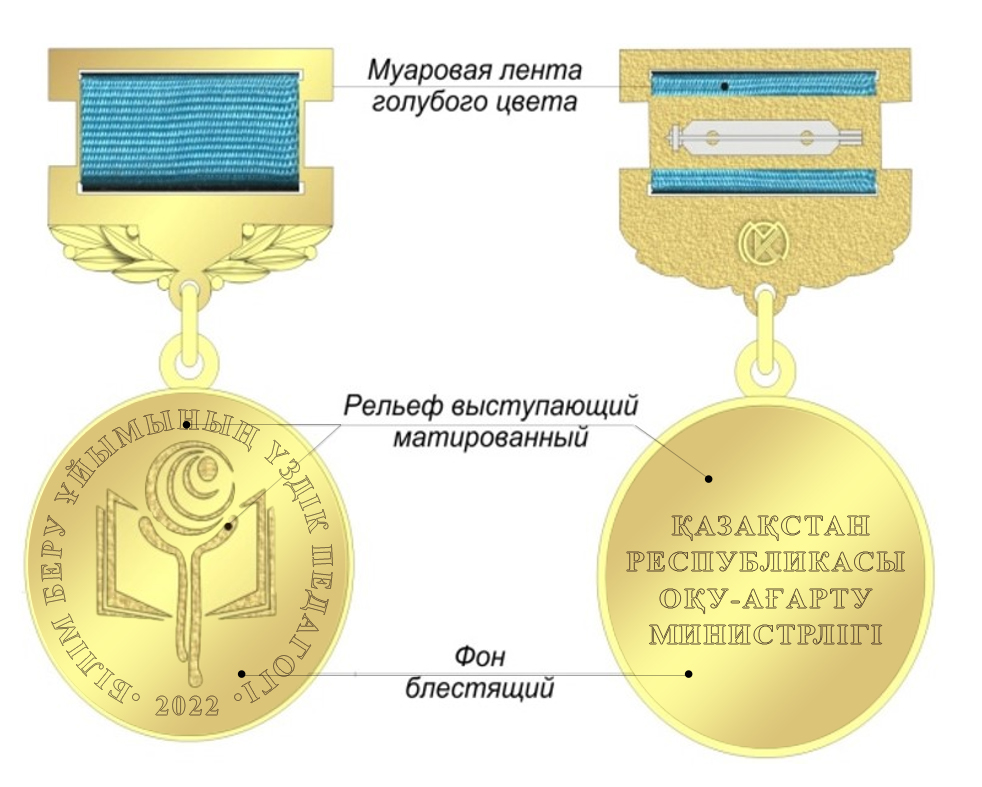 Муаровая лента
голубого цвета
Рельеф выступающий
матированный
БІЛІМ БЕРУ ҰЙЫМЫНЫҢ ҮЗДІК ПЕДАГОГІ
• 2022 •
ҚАЗАҚСТАН
РЕСПУБЛИКАСЫ
ОҚУ-АҒАРТУ
МИНИСТРЛІГІ
Фон
блестящий